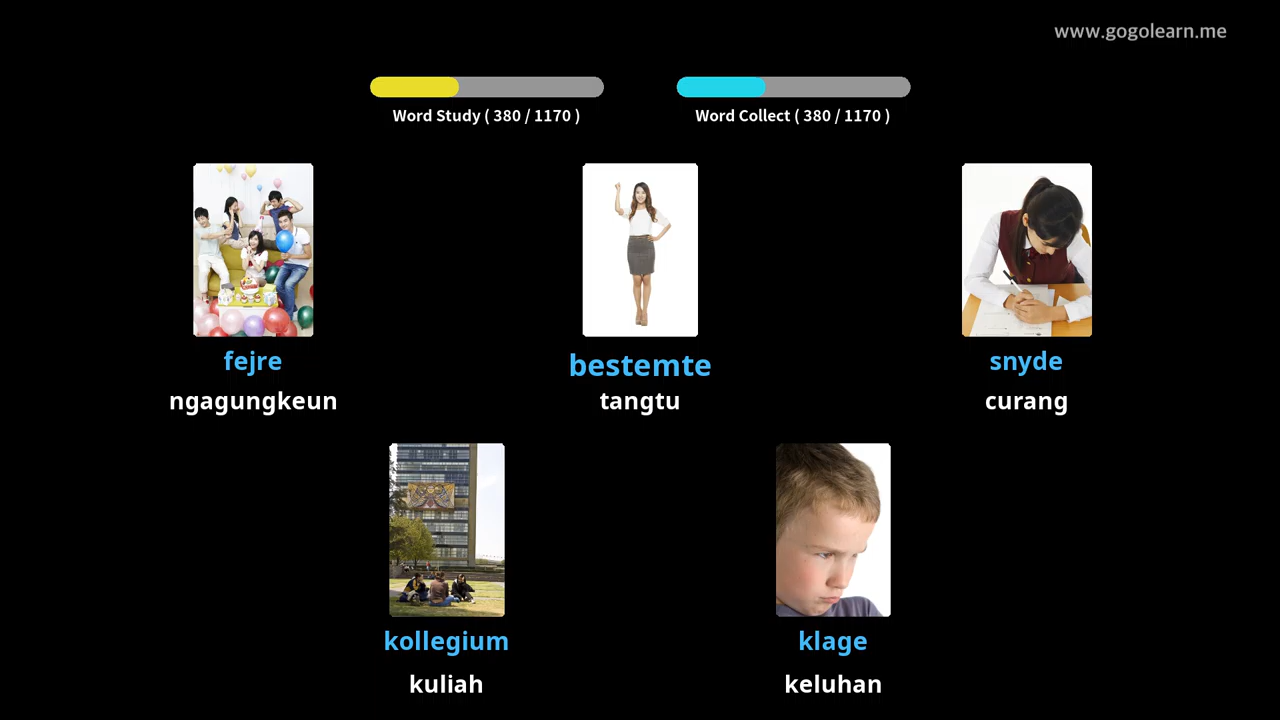 www.gogolearn.me
Word Study ( 380 / 1170 )
Word Collect ( 380 / 1170 )
fejre
ngagungkeun
bestemte
tangtu
snyde
curang
kollegium
kuliah
klage
keluhan